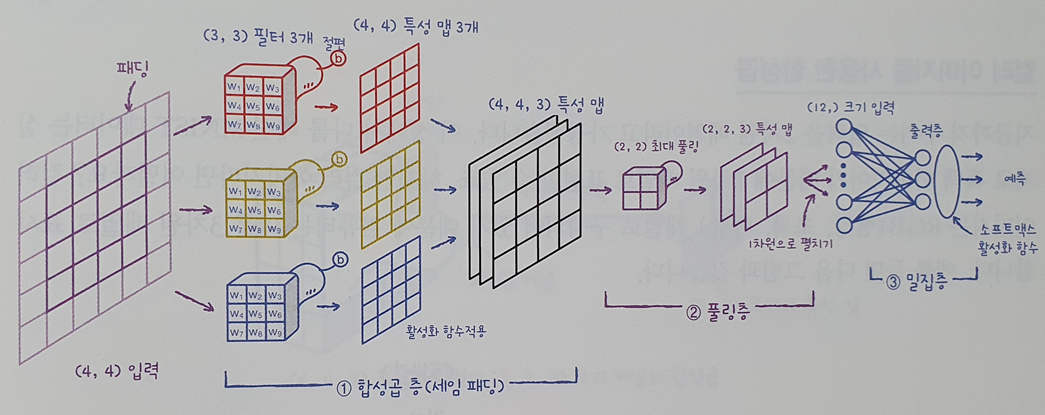 패딩
(4, 4) 입력
(3, 3) 필터 3개
절편
b
w₁ w₂ w₃
w₄ w₅ w₆
w₇ w₈ w₉
b
w₁ w₂ w₃
w₄ w₅ w₆
w₇ w₈ w₉
b
w₁ w₂ w₃
w₄ w₅ w₆
w₇ w₈ w₉
(4, 4) 특성 맵 3개
활성화 함수적용
① 합성곱 층(세임 패딩)
(4, 4, 3) 특성 맵
(2, 2) 최대 풀링
(2, 2, 3) 특성 맵
1차원으로 펼치기
② 풀링층
(12,) 크기 입력
출력층
예측
소프트맥스
활성화 함수
③ 밀집층